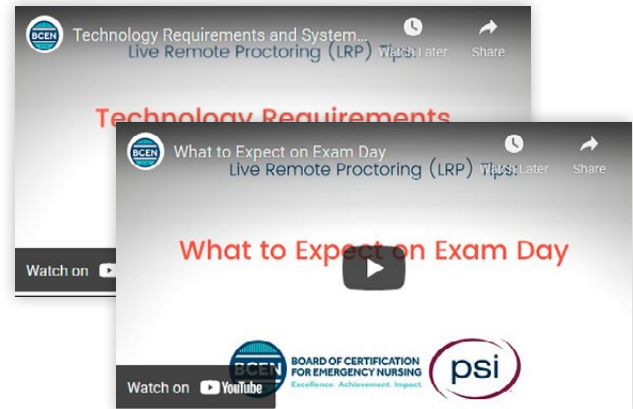 BCEN
Technology Requirements and System...
Watch Later
Share
Live Remote Proctoring (LRP) Tips:
Technology Requirements
Watch on
BCEN
What to Expect on Exam Day
Watch Later
Share
Live Remote Proctoring (LRP) Tips:
What to Expect on Exam Day
BCEN
BOARD OF CERTIFICATION
FOR EMERGENCY NURSING
Excellence. Achievement. Impact.
psi
Watch on YouTube